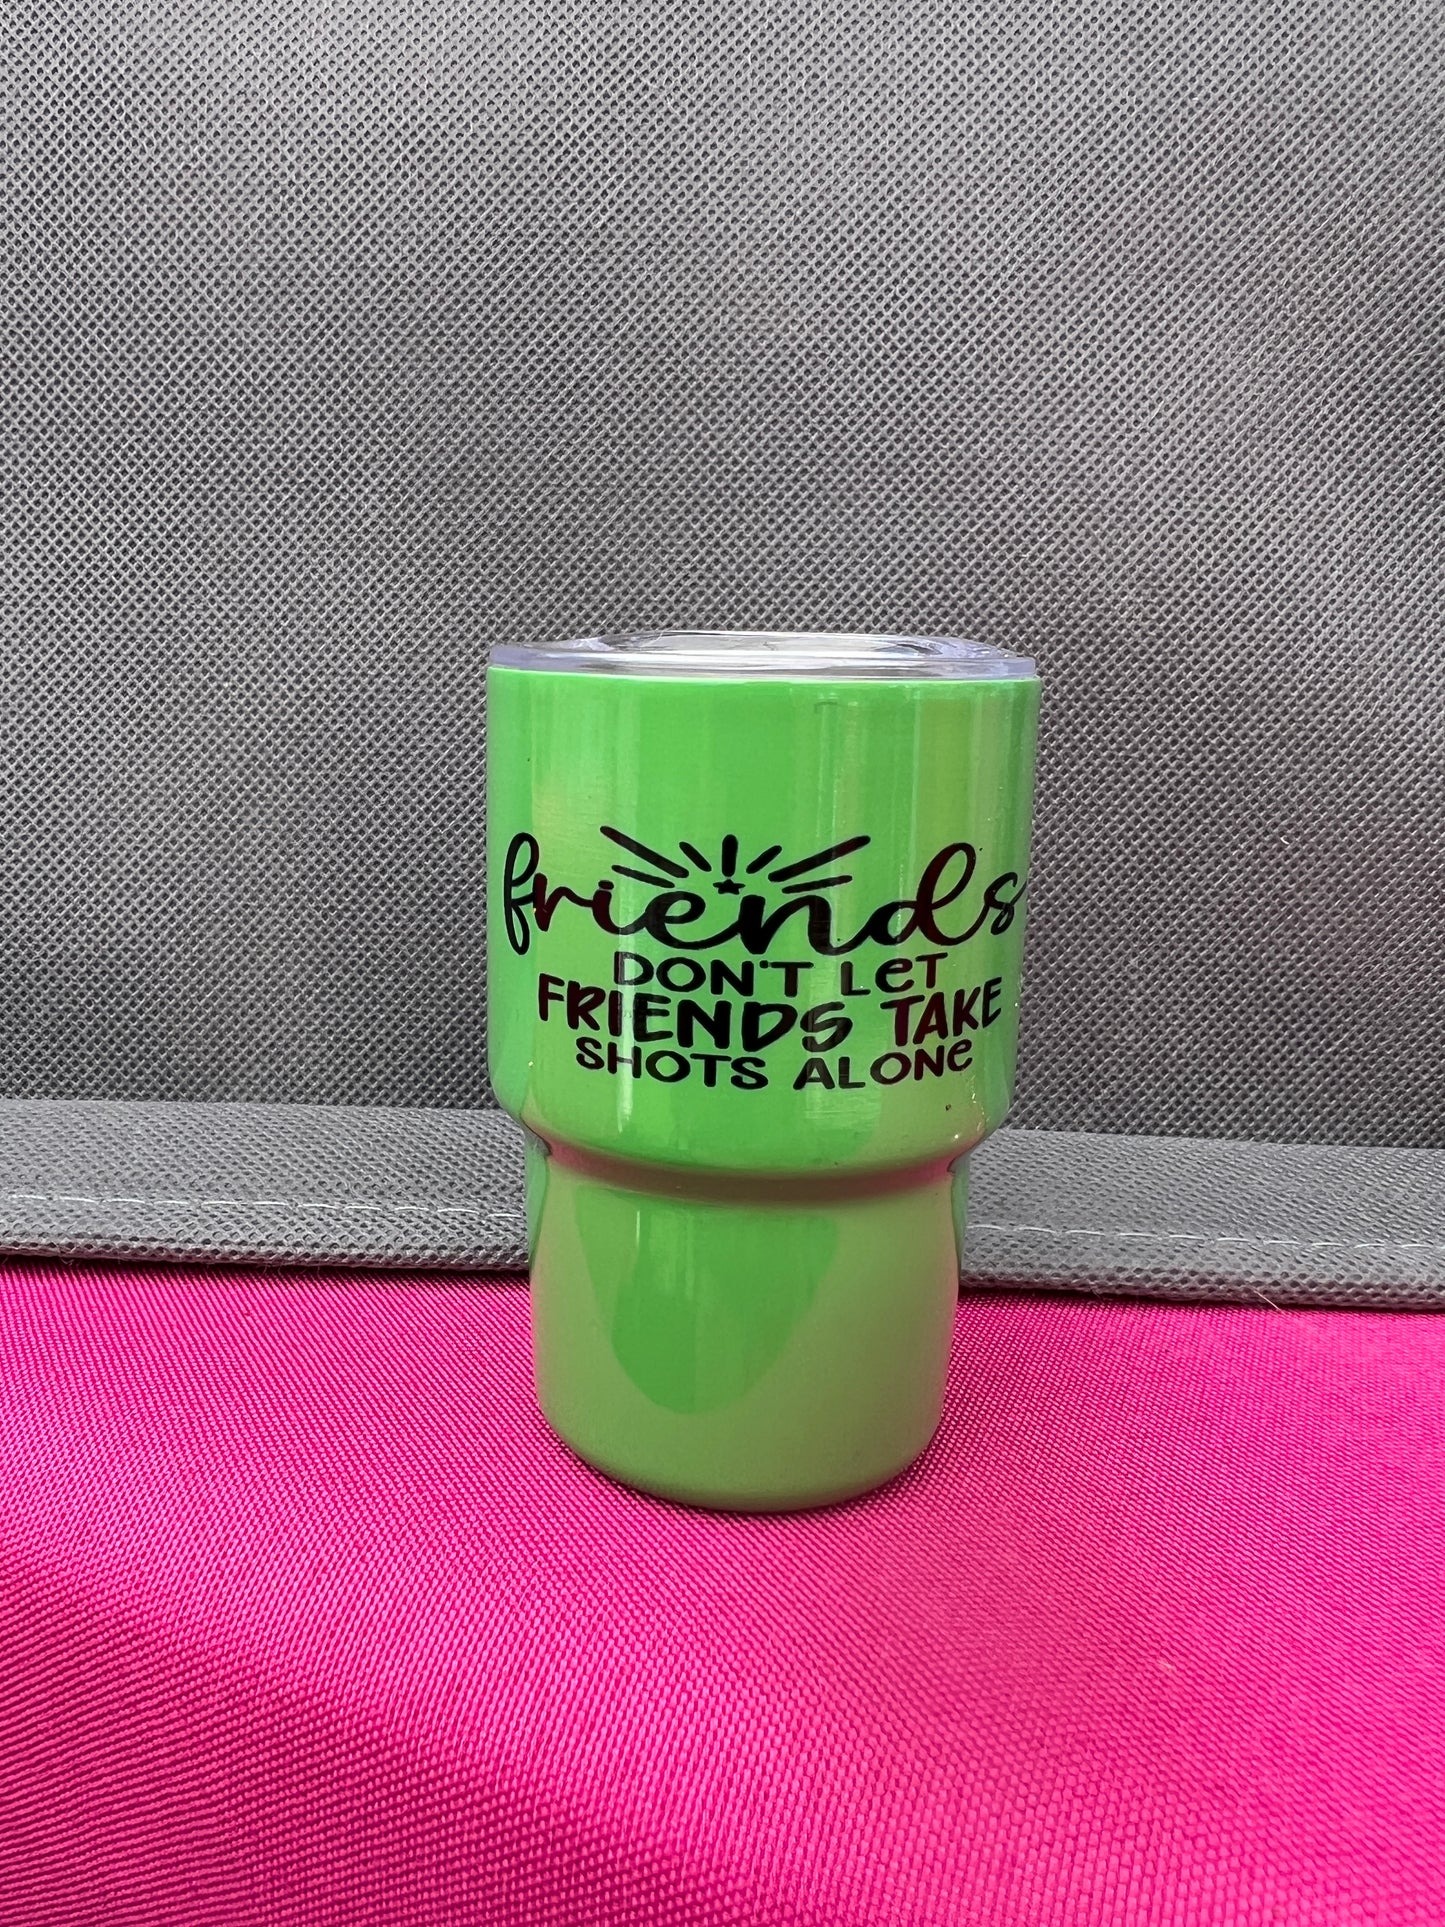 friends
DON'T LeT
FRIENDS TAKE
SHOTS ALONe